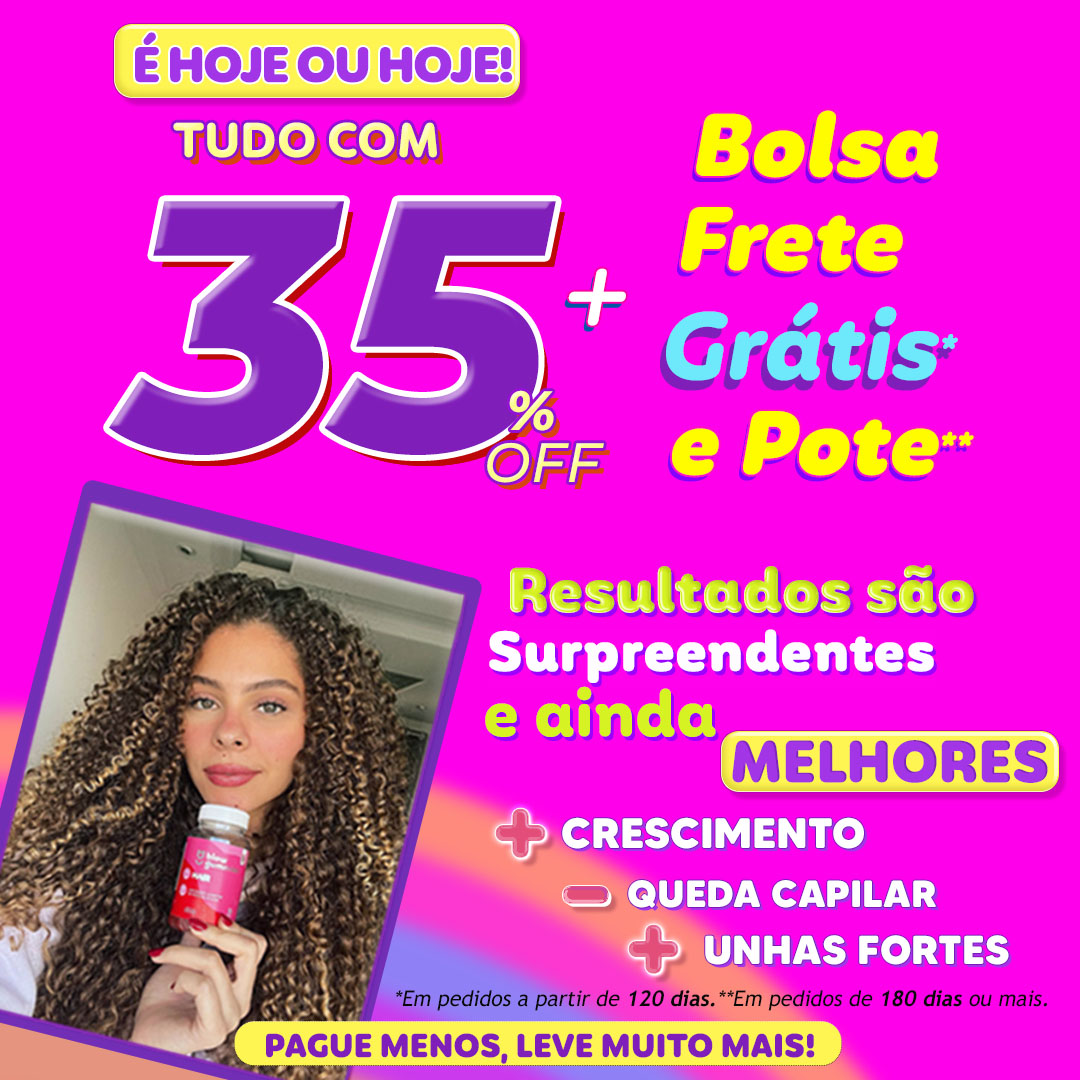 É HOJE OU HOJE!
TUDO COM
35
%
OFF
+
Bolsa
Frete
Grátis*
e Pote**
Resultados são
Surpreendentes
e ainda
MELHORES
+ CRESCIMENTO
- QUEDA CAPILAR
+ UNHAS FORTES
*Em pedidos a partir de 120 dias.**Em pedidos de 180 dias ou mais.
PAGUE MENOS, LEVE MUITO MAIS!
HAIR